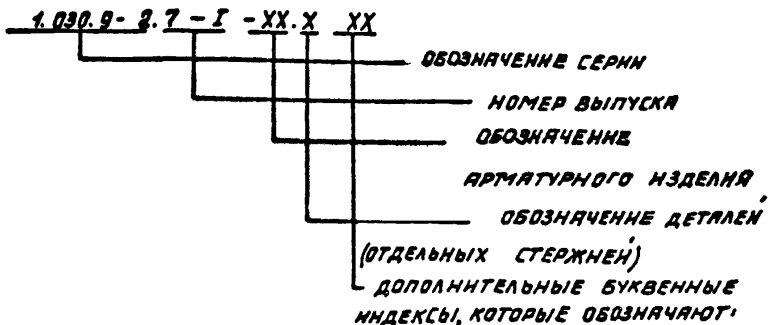 1.030.9-2.7-I-XX.X XX
ОБОЗНАЧЕНИЕ СЕРИИ
НОМЕР ВЫПУСКА
ОБОЗНАЧЕНИЕ
АРМАТУРНОГО ИЗДЕЛИЯ
ОБОЗНАЧЕНИЕ ДЕТАЛЕЙ
(ОТДЕЛЬНЫХ СТЕРЖНЕЙ)
ДОПОЛНИТЕЛЬНЫЕ БУКВЕННЫЕ
ИНДЕКСЫ, КОТОРЫЕ ОБОЗНАЧАЮТ: